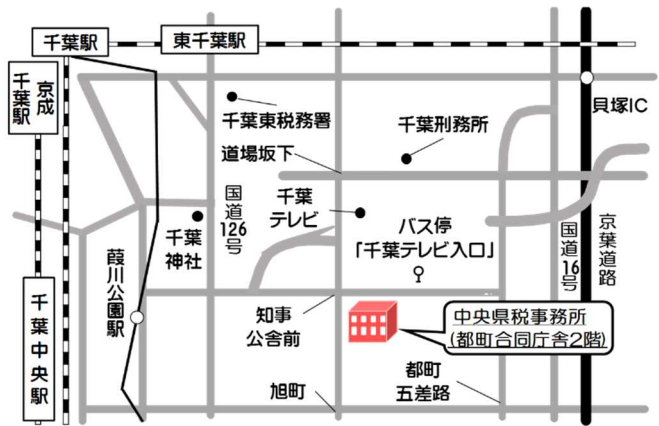 千葉駅
東千葉駅
京成
千葉駅
貝塚IC
千葉東税務署
千葉刑務所
道場坂下
国道126号
千葉
テレビ
千葉
神社
バス停
「千葉テレビ入口」
国道16号
京葉道路
葭川公園駅
千葉中央駅
知事
公舎前
中央県税事務所
(都町合同庁舎2階)
旭町
都町
五差路